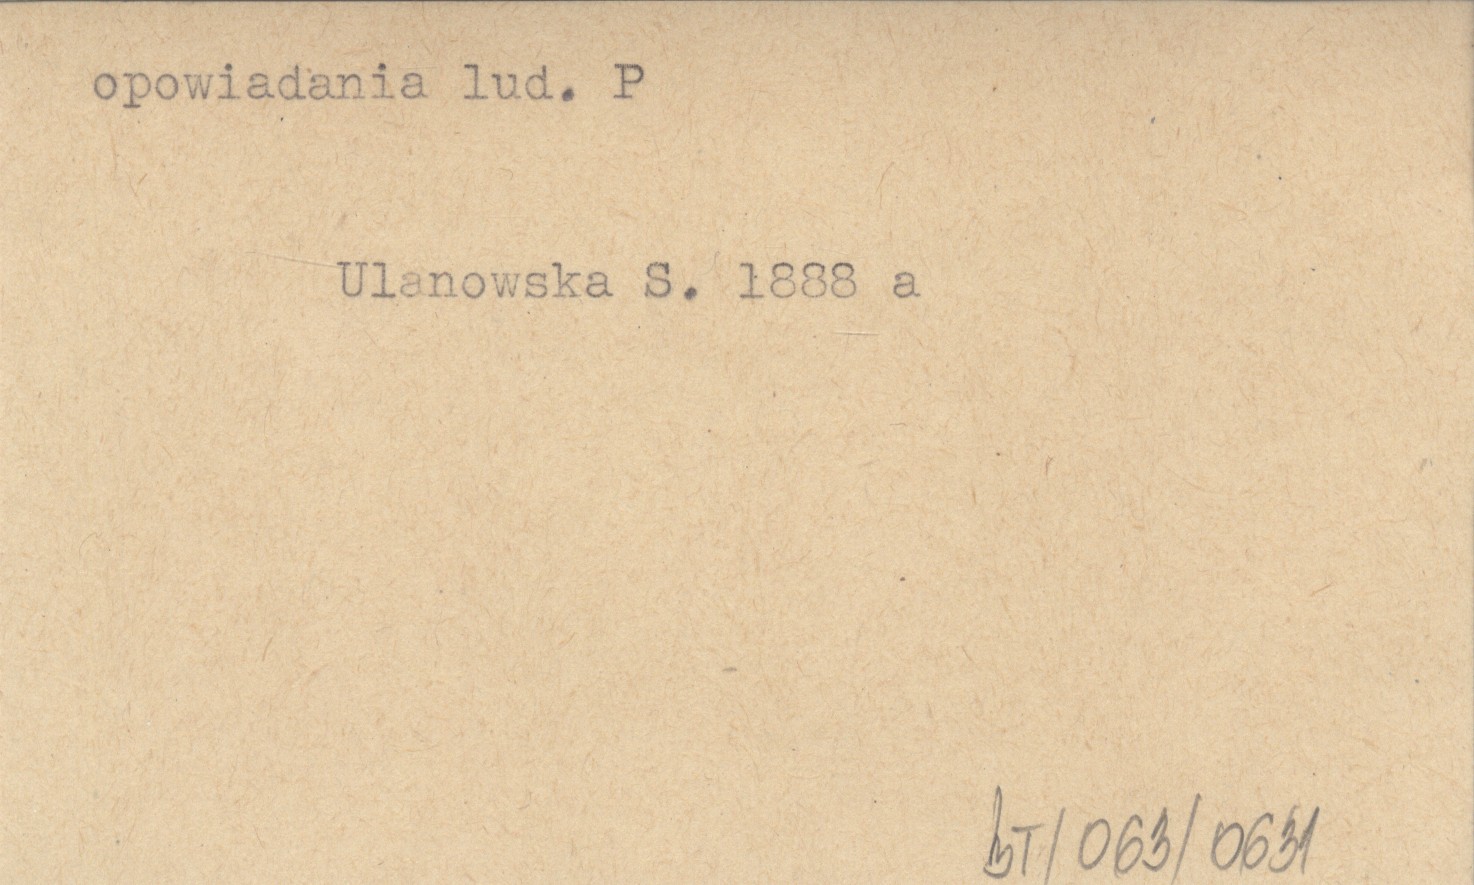 opowiadania lud. P
Ulanowska S. 1888 a
BT/063/0631